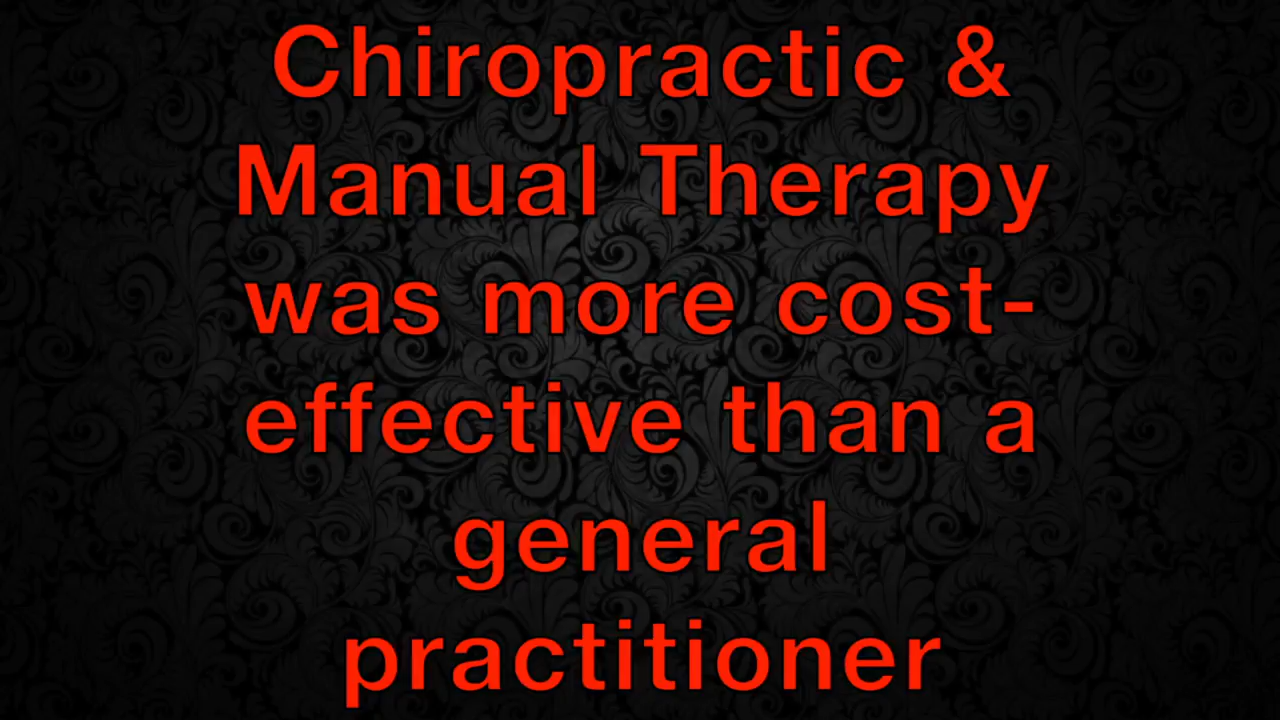 Chiropractic &
Manual Therapy
was more cost-
effective than a
general
practitioner